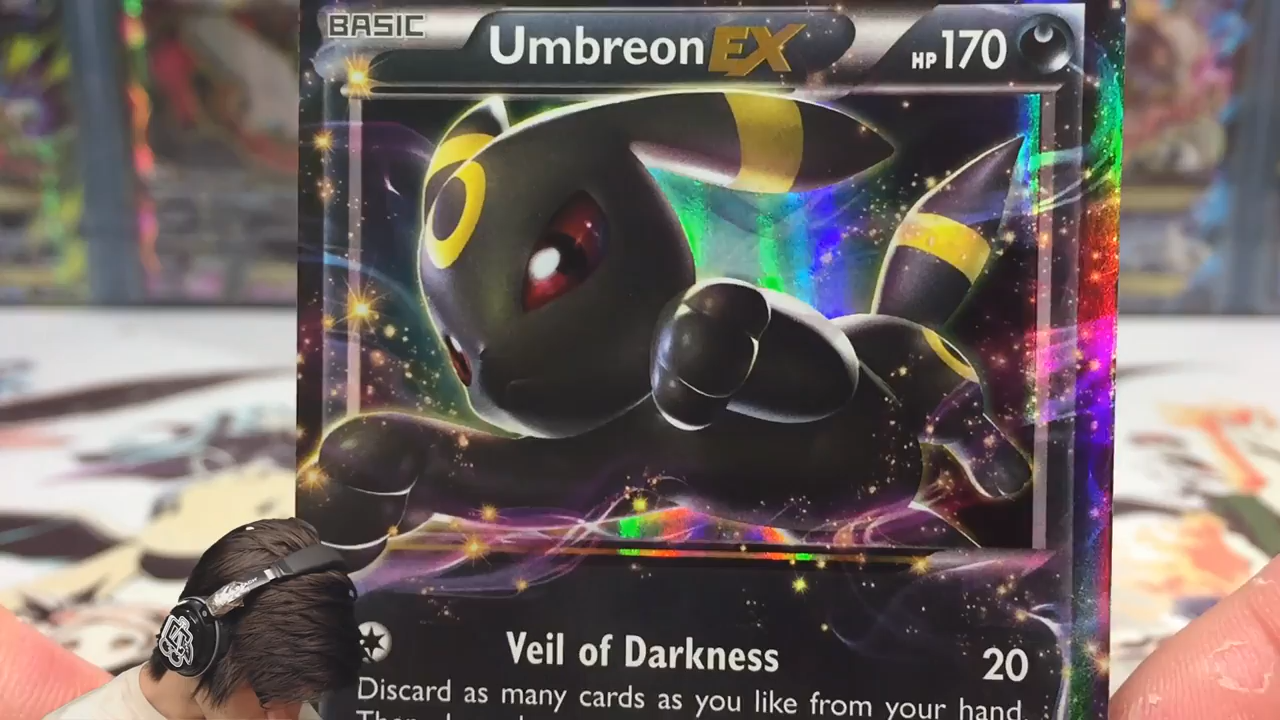 BASIC
Umbreon EX
HP 170
Veil of Darkness 20
Discard as many cards as you like from your hand.